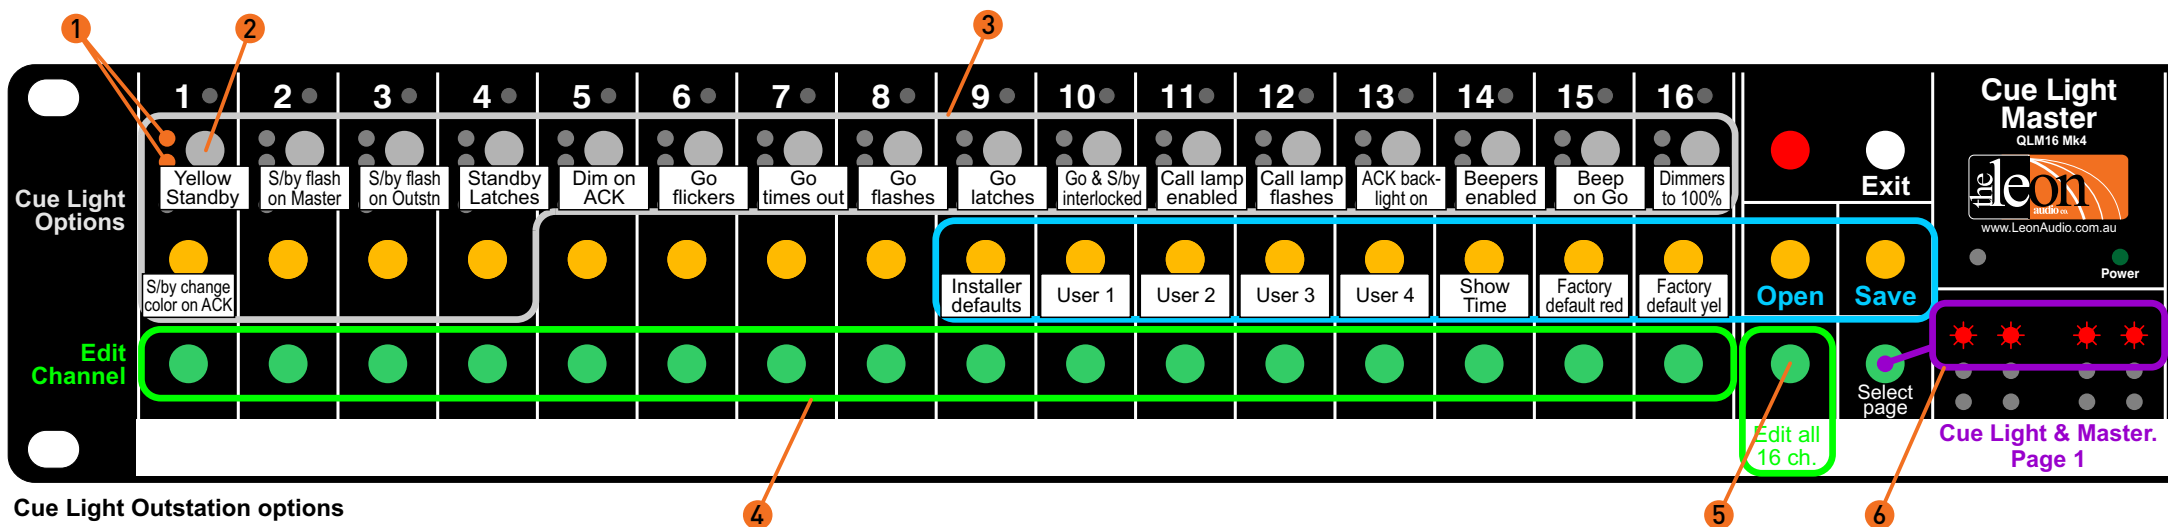 1
2
3
1 2 3 4 5 6 7 8 9 10 11 12 13 14 15 16
Cue Light
Master
QLM16 Mk4
the leon
audio co.
www.LeonAudio.com.au
Power
Cue Light
Options
Yellow
Standby
S/by flash
on Master
S/by flash
on Outstn
Standby
Latches
Dim on
ACK
Go
flickers
Go
times out
Go
flashes
Go
latches
Go & S/by
interlocked
Call lamp
enabled
Call lamp
flashes
ACK back-
light on
Beepers
enabled
Beep
on Go
Dimmers
to 100%
Exit
S/by change
color on ACK
Installer
defaults
User 1
User 2
User 3
User 4
Show
Time
Factory
default red
Factory
default yel
Open
Save
Edit
Channel
Select
page
Edit all
16 ch.
Cue Light & Master.
Page 1
Cue Light Outstation options
4
5
6